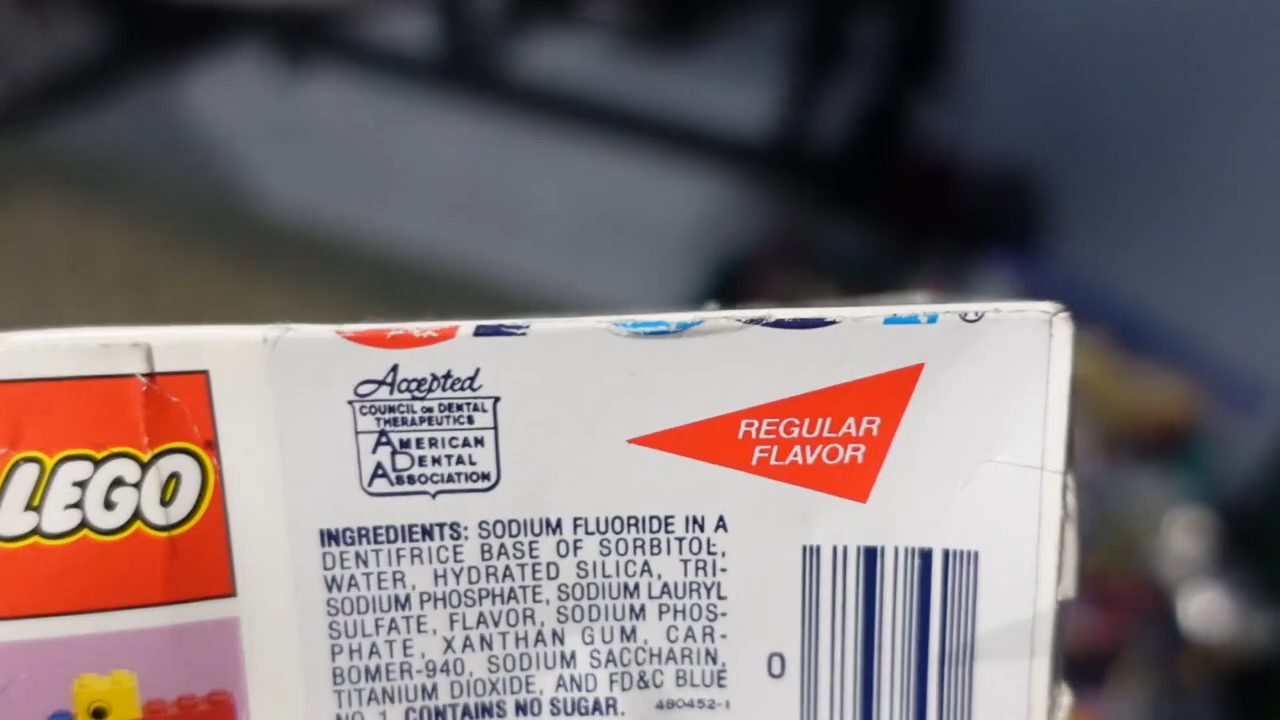 Accepted
COUNCIL ON DENTAL
THERAPEUTICS
AMERICAN
DENTAL
ASSOCIATION
REGULAR
FLAVOR
LEGO
INGREDIENTS: SODIUM FLUORIDE IN A
DENTIFRICE BASE OF SORBITOL,
WATER, HYDRATED SILICA, TRI-
SODIUM PHOSPHATE, SODIUM LAURYL
SULFATE, FLAVOR, SODIUM PHOS-
PHATE, XANTHAN GUM, CAR-
BOMER-940, SODIUM SACCHARIN,
TITANIUM DIOXIDE, AND FD&C BLUE
NO. 1. CONTAINS NO SUGAR. 480452-1
0